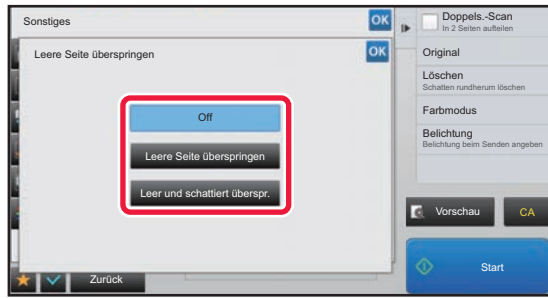 Sonstiges
OK
Leere Seite überspringen
OK
Off
Leere Seite überspringen
Leer und schattiert überspr.
Zurück
Doppels.-Scan
In 2 Seiten aufteilen
Original
Löschen
Schatten rundherum löschen
Farbmodus
Belichtung
Belichtung beim Senden angeben
Vorschau
CA
Start